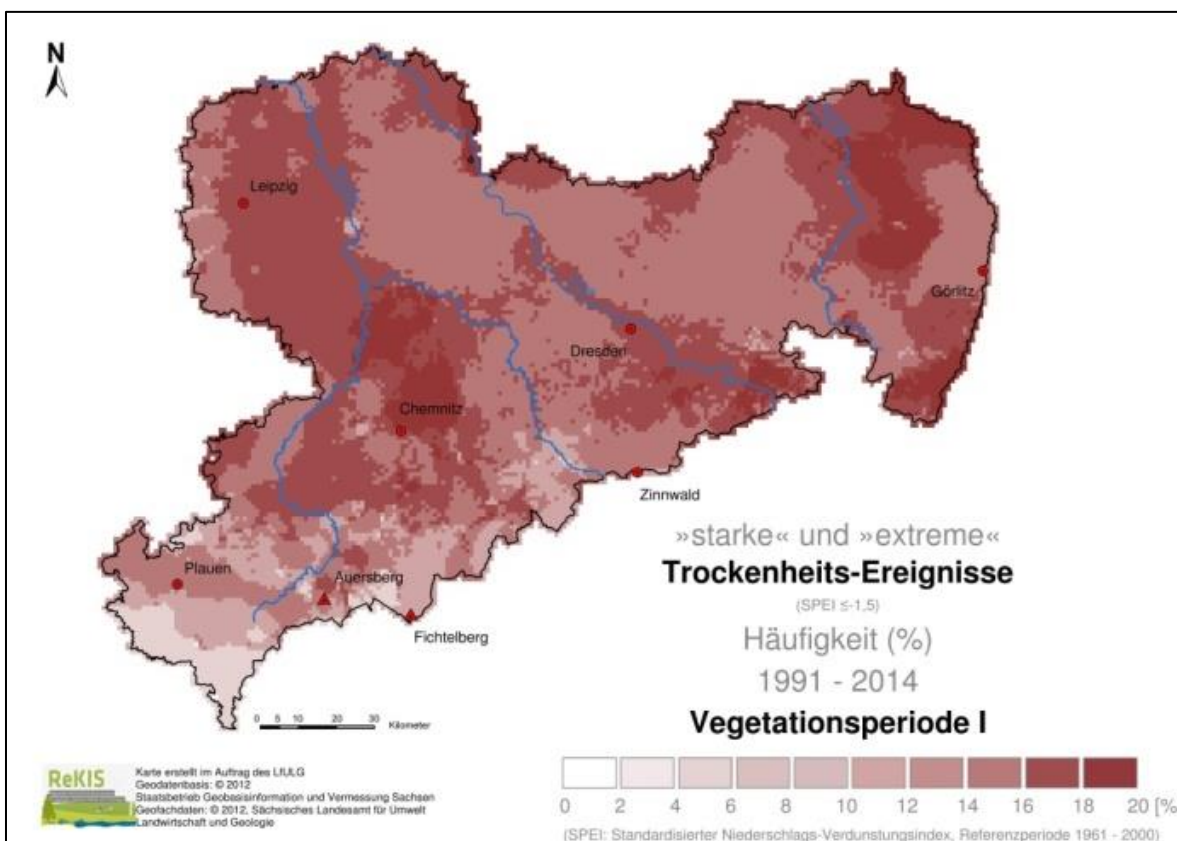 N
Leipzig
Görlitz
Dresden
Chemnitz
Zinnwald
Plauen
Auersberg
Fichtelberg
»starke« und »extreme«
Trockenheits-Ereignisse
(SPEI ≤-1,5)
Häufigkeit (%)
1991 - 2014
Vegetationsperiode I
0 5 10 20 30 Kilometer
ReKIS
Karte erstellt im Auftrag des LfULG
Geodatenbasis: © 2012
Staatsbetrieb Geobasisinformation und Vermessung Sachsen
Geofachdaten: © 2012, Sächsisches Landesamt für Umwelt
Landwirtschaft und Geologie
0 2 4 6 8 10 12 14 16 18 20 [%
(SPEI: Standardisierter Niederschlags-Verdunstungsindex, Referenzperiode 1961 - 2000)